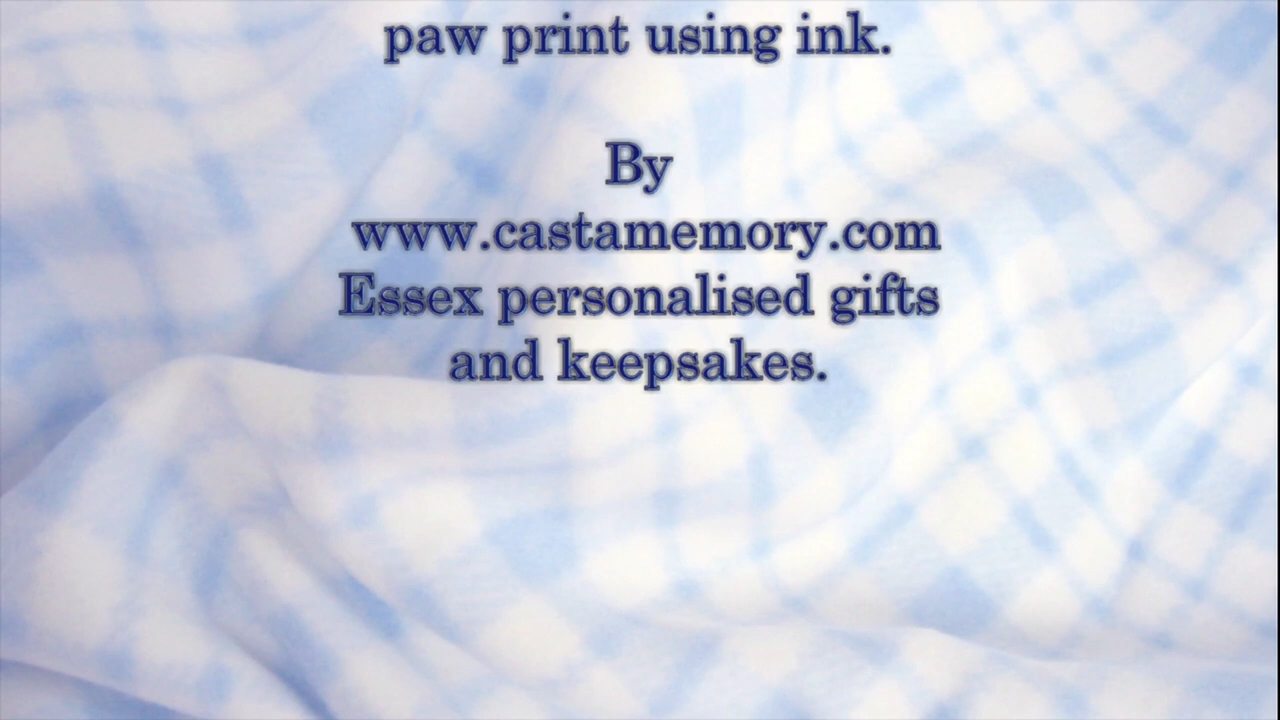 paw print using ink.
By
www.castamemory.com
Essex personalised gifts
and keepsakes.